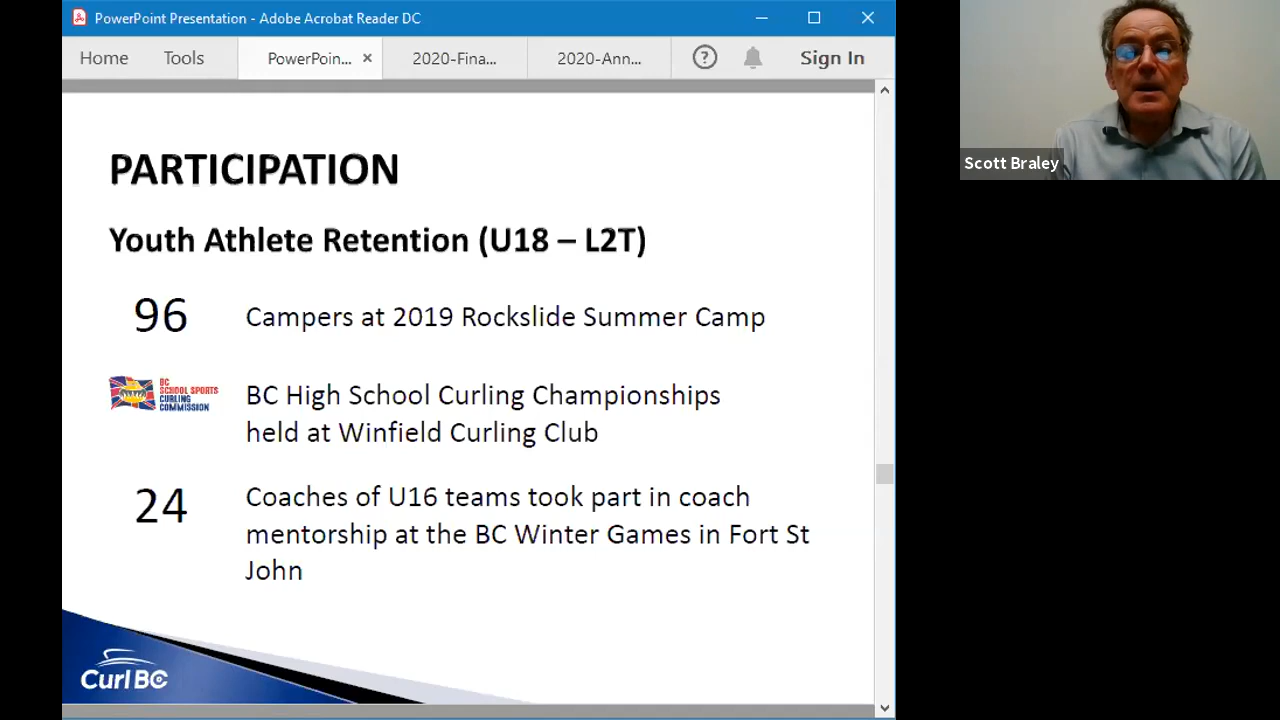 PowerPoint Presentation - Adobe Acrobat Reader DC
Home Tools PowerPoin... × 2020-Fina... 2020-Ann... ? Sign In
PARTICIPATION
Youth Athlete Retention (U18 – L2T)
96 Campers at 2019 Rockslide Summer Camp
BC
SCHOOL SPORTS
CURLING
COMMISSION
BC High School Curling Championships
held at Winfield Curling Club
24 Coaches of U16 teams took part in coach
mentorship at the BC Winter Games in Fort St
John
Curl BC
Scott Braley